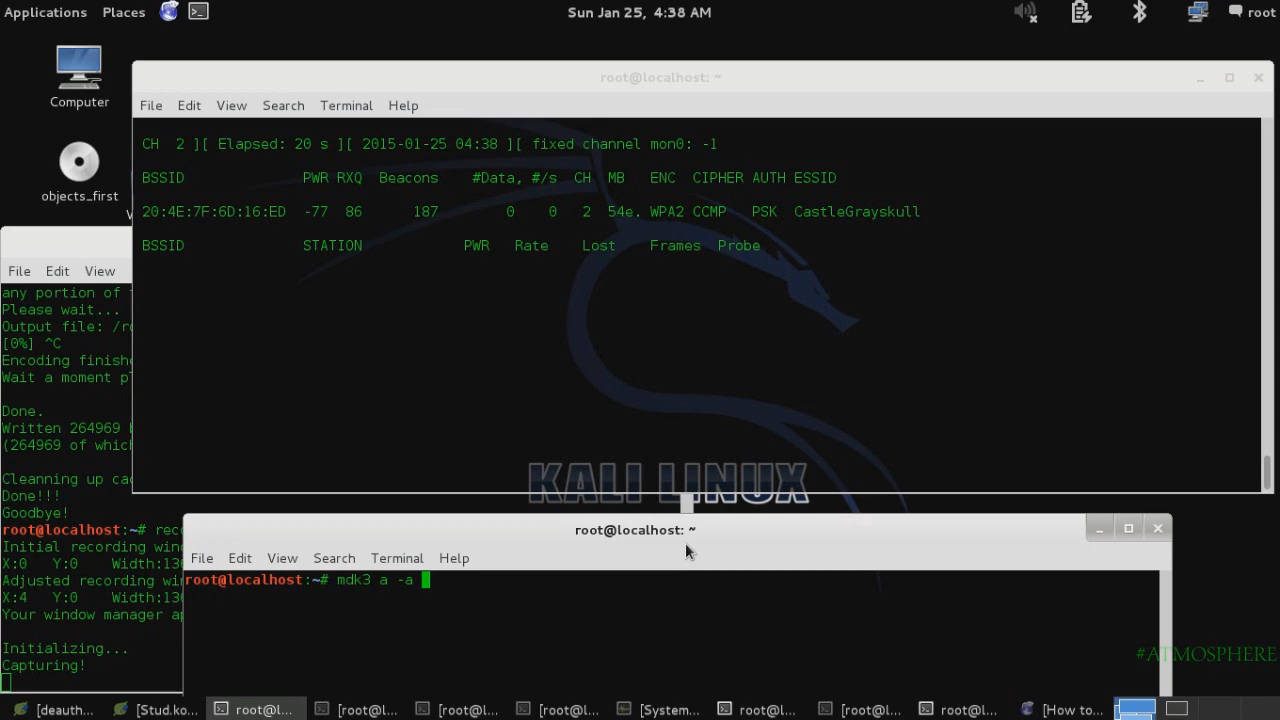 Applications Places Sun Jan 25, 4:38 AM root
Computer
objects_first
root@localhost: ~
File Edit View Search Terminal Help
CH 2 ][ Elapsed: 20 s ][ 2015-01-25 04:38 ][ fixed channel mon0: -1
BSSID PWR RXQ Beacons #Data, #/s CH MB ENC CIPHER AUTH ESSID
20:4E:7F:6D:16:ED -77 86 187 0 0 2 54e. WPA2 CCMP PSK CastleGrayskull
BSSID STATION PWR Rate Lost Frames Probe
KALI LINUX
File Edit View
any portion of
Please wait...
Output file:
[0%] ^C
Encoding finish
Wait a moment
Done.
Written 264969
(264969 of which
Cleanning up
Done!!!
Goodbye!
root@localhost:~# rec
Initial recording
X:0 Y:0 Width:13
Adjusted recording
X:4 Y:0 Width:13
Your window manager
Initializing...
Capturing!
root@localhost: ~
File Edit View Search Terminal Help
root@localhost:~# mdk3 a -a
#ATMOSPHERE
[deauth... [Stud.ko... root@l... [root@l... [root@l... [root@l... [System... root@l... [root@l... root@l... [How to...